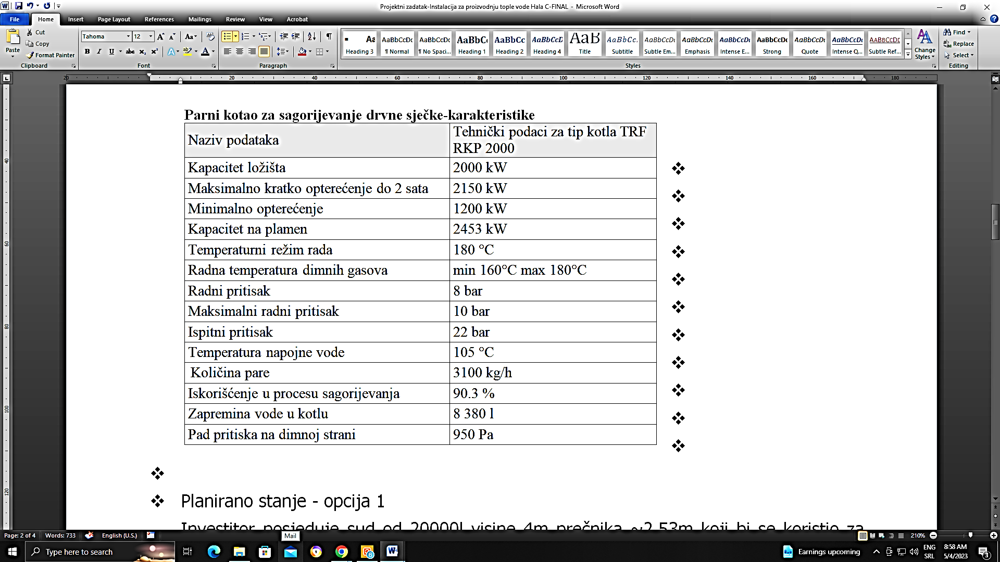 Projektni zadatak-Instalacija za proizvodnju tople vode Hala C-FINAL - Microsoft Word
File Home Insert Page Layout References Mailings Review View Acrobat
Paste
Cut
Copy
Format Painter
Clipboard
Tahoma 12
Font
Paragraph
AaBbCcDc AaBbCcDc AaBbCc AaBbCc AaBbCcD AaB AaBbCc. AaBbCcDc AaBbCcDc AaBbCcDc AaBbCcDc AaBbCcDc AaBbCcDc AABBCCDE
Heading 3 ¶ Normal ¶ No Spaci... Heading 1 Heading 2 Heading 4 Title Subtitle Subtle Em... Emphasis Intense E... Strong Quote Intense Q... Subtle Ref...
Styles
Change
Styles
Find
Replace
Select
Editing
20 20 40 60 80 100 120 140 160 180
40
60
80
100
120
Parni kotao za sagorijevanje drvne sječke-karakteristike
Naziv podataka
Tehnički podaci za tip kotla TRF
RKP 2000
Kapacitet ložišta 2000 kW
Maksimalno kratko opterećenje do 2 sata 2150 kW
Minimalno opterećenje 1200 kW
Kapacitet na plamen 2453 kW
Temperaturni režim rada 180 °C
Radna temperatura dimnih gasova min 160°C max 180°C
Radni pritisak 8 bar
Maksimalni radni pritisak 10 bar
Ispitni pritisak 22 bar
Temperatura napojne vode 105 °C
Količina pare 3100 kg/h
Iskorišćenje u procesu sagorijevanja 90.3 %
Zapremina vode u kotlu 8 380 l
Pad pritiska na dimnoj strani 950 Pa
Planirano stanje - opcija 1
Investitor posjeduje sud od 20000l visine 4m prečnika ~2.53m koji bi se koristio za
Page: 2 of 4 Words: 733 English (U.S.) 210%
Mail
Type here to search
Earnings upcoming
ENG
SRL
8:58 AM
5/4/2023
3